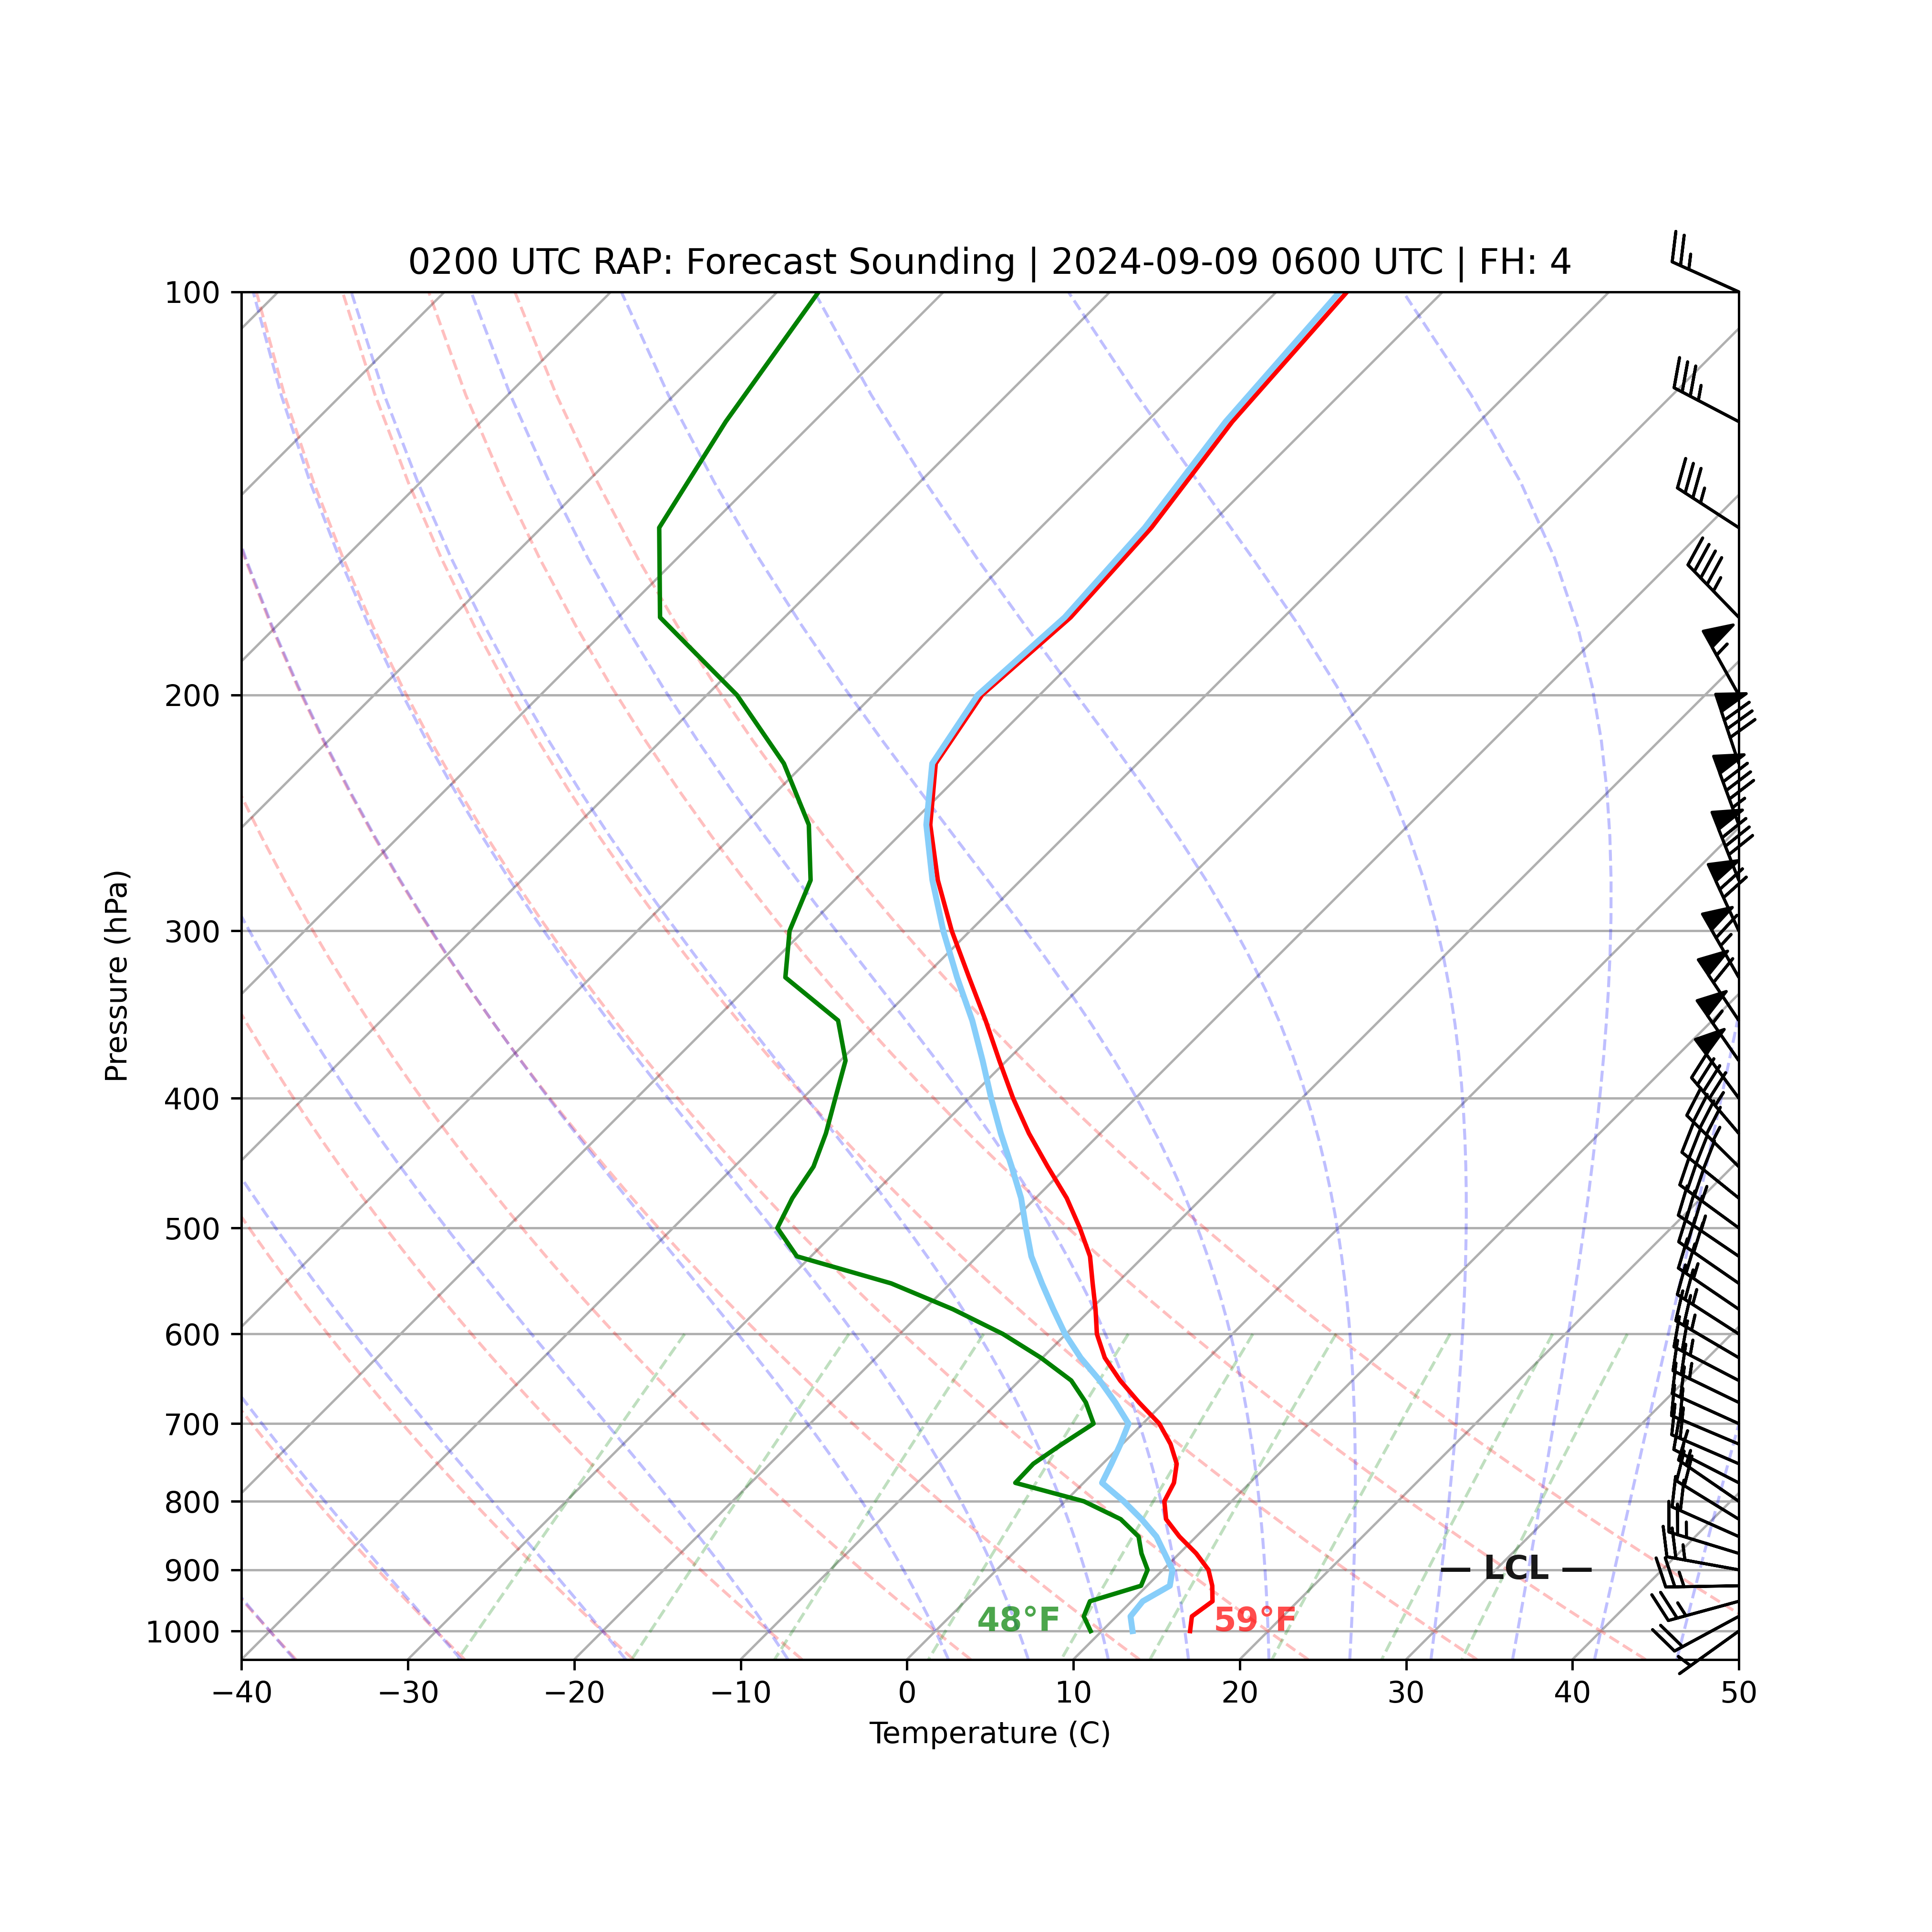 0200 UTC RAP: Forecast Sounding | 2024-09-09 0600 UTC | FH: 4
100
200
300
400
500
600
700
800
900
1000
Pressure (hPa)
— LCL —
48°F
59°F
−40 −30 −20 −10 0 10 20 30 40 50
Temperature (C)